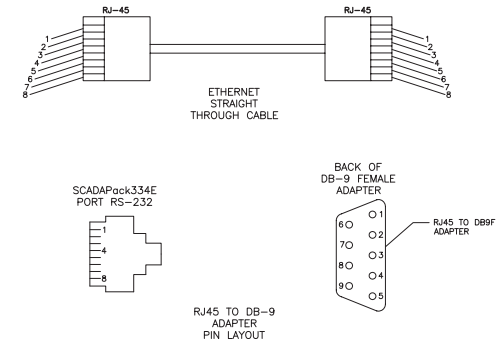 RJ-45
RJ-45
1
2
3
4
5
6
7
8
1
2
3
4
5
6
7
8
ETHERNET
STRAIGHT
THROUGH CABLE
SCADAPack334E
PORT RS-232
1
4
8
BACK OF
DB-9 FEMALE
ADAPTER
1
6
2
7
3
8
4
9
5
RJ45 TO DB9F
ADAPTER
RJ45 TO DB-9
ADAPTER
PIN LAYOUT